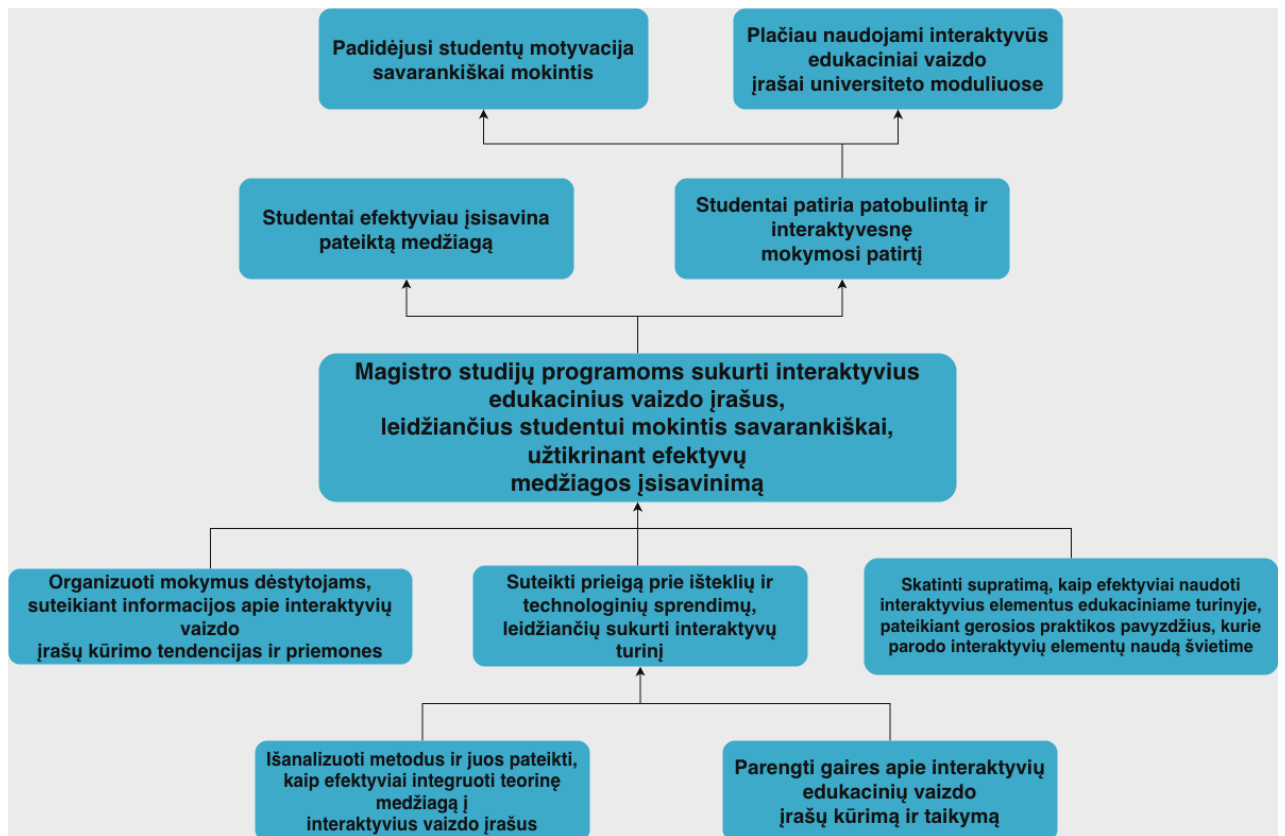 Padidėjusi studentų motyvacija
savarankiškai mokintis
Plačiau naudojami interaktyvūs
edukaciniai vaizdo
įrašai universiteto moduliuose
Studentai efektyviau įsisavina
pateiktą medžiagą
Studentai patiria patobulintą ir
interaktyvesnę
mokymosi patirtį
Magistro studijų programoms sukurti interaktyvius
edukacinius vaizdo įrašus,
leidžiančius studentui mokintis savarankiškai,
užtikrinant efektyvų
medžiagos įsisavinimą
Organizuoti mokymus dėstytojams,
suteikiant informacijos apie interaktyvių
vaizdo
įrašų kūrimo tendencijas ir priemones
Suteikti prieigą prie išteklių ir
technologinių sprendimų,
leidžiančių sukurti interaktyvų
turinį
Skatinti supratimą, kaip efektyviai naudoti
interaktyvius elementus edukaciniame turinyje,
pateikiant gerosios praktikos pavyzdžius, kurie
parodo interaktyvių elementų naudą švietime
Išanalizuoti metodus ir juos pateikti,
kaip efektyviai integruoti teorinę
medžiagą į
interaktyvius vaizdo įrašus
Parengti gaires apie interaktyvių
edukacinių vaizdo
įrašų kūrimą ir taikymą